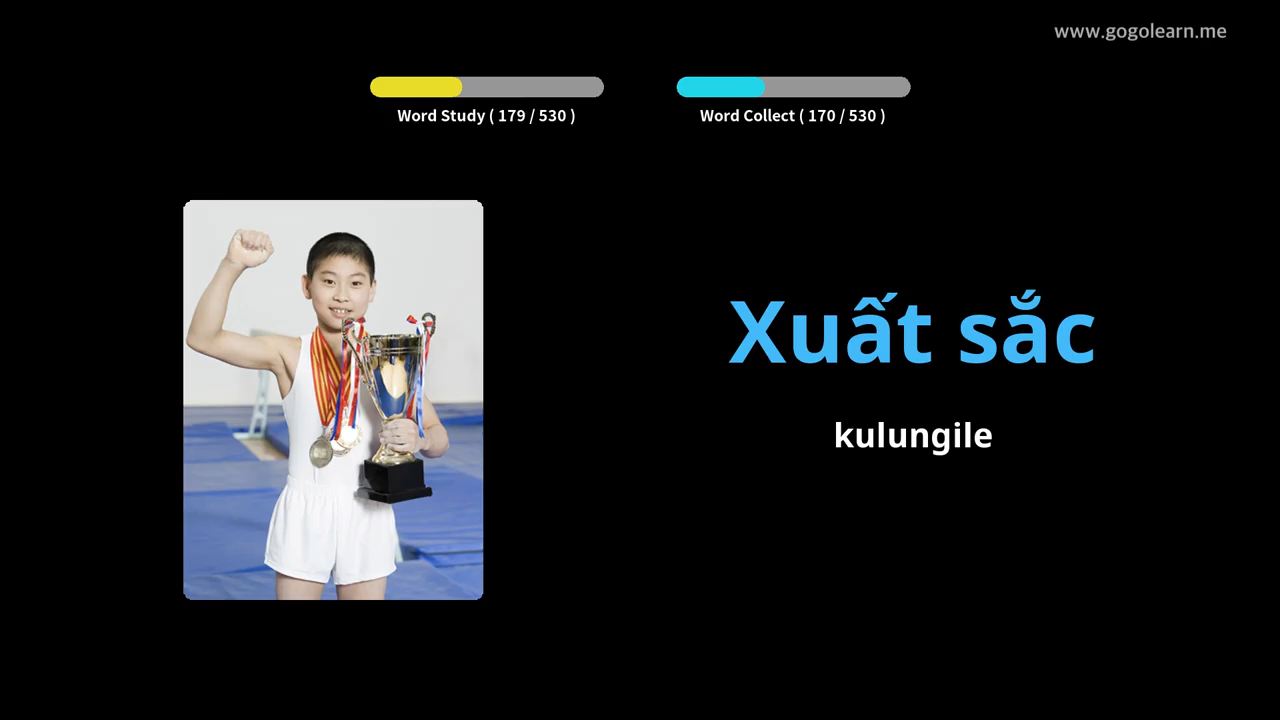 www.gogolearn.me
Word Study ( 179 / 530 )
Word Collect ( 170 / 530 )
Xuất sắc
kulungile